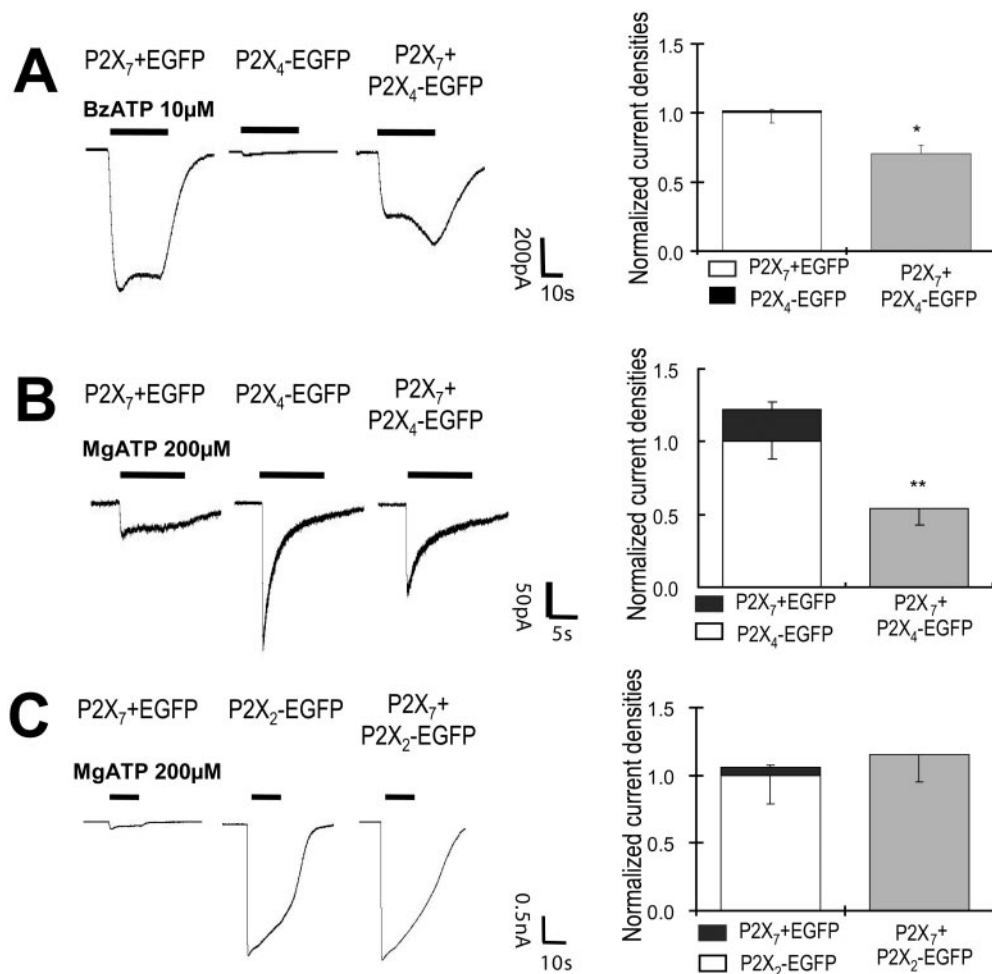 A
P2X₇+EGFP P2X₄-EGFP P2X₇+
P2X₄-EGFP
BzATP 10µM
200pA
10s
Normalized current densities
1.5
1.0
0.5
0.0
*
P2X₇+EGFP
P2X₄-EGFP
P2X₇+
P2X₄-EGFP
B
P2X₇+EGFP P2X₄-EGFP P2X₇+
P2X₄-EGFP
MgATP 200µM
50pA
5s
Normalized current densities
1.5
1.0
0.5
0.0
**
P2X₇+EGFP
P2X₄-EGFP
P2X₇+
P2X₄-EGFP
C
P2X₇+EGFP P2X₂-EGFP P2X₇+
P2X₂-EGFP
MgATP 200µM
0.5nA
10s
Normalized current densities
1.5
1.0
0.5
0.0
P2X₇+EGFP
P2X₂-EGFP
P2X₇+
P2X₂-EGFP